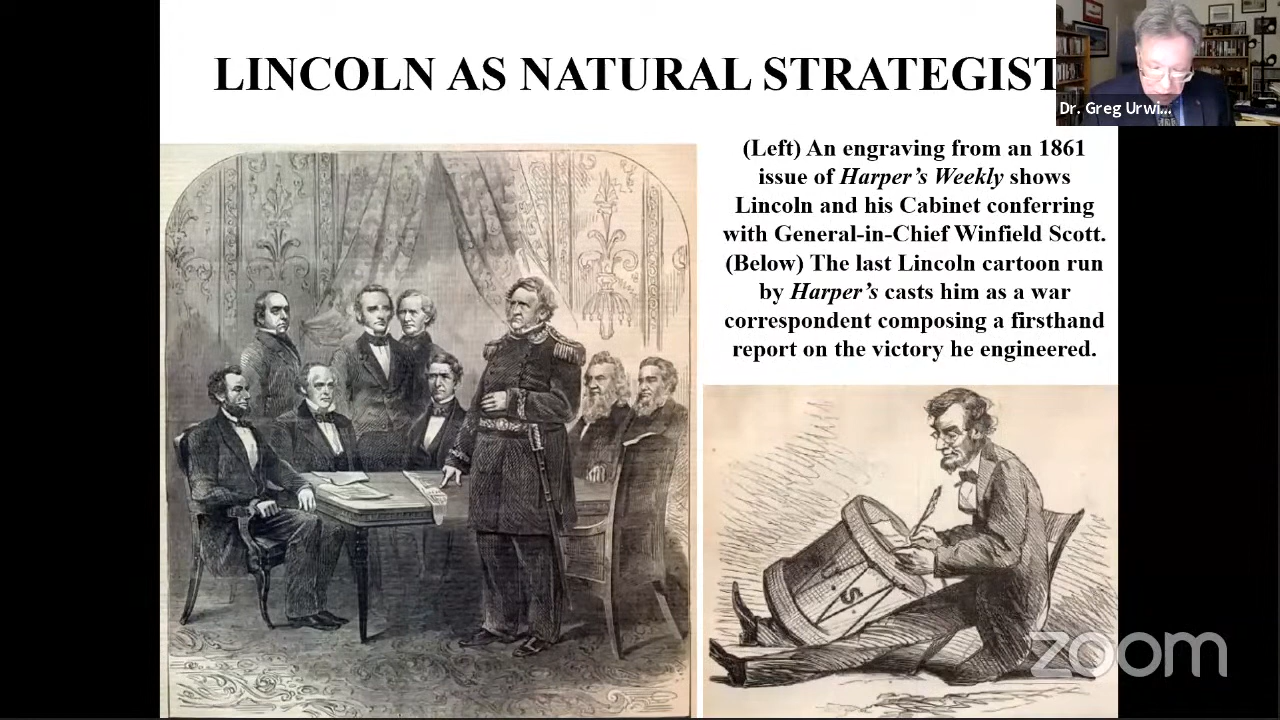 LINCOLN AS NATURAL STRATEGIST
Dr. Greg Urwi...
(Left) An engraving from an 1861
issue of Harper’s Weekly shows
Lincoln and his Cabinet conferring
with General-in-Chief Winfield Scott.
(Below) The last Lincoln cartoon run
by Harper’s casts him as a war
correspondent composing a firsthand
report on the victory he engineered.
S
zoom